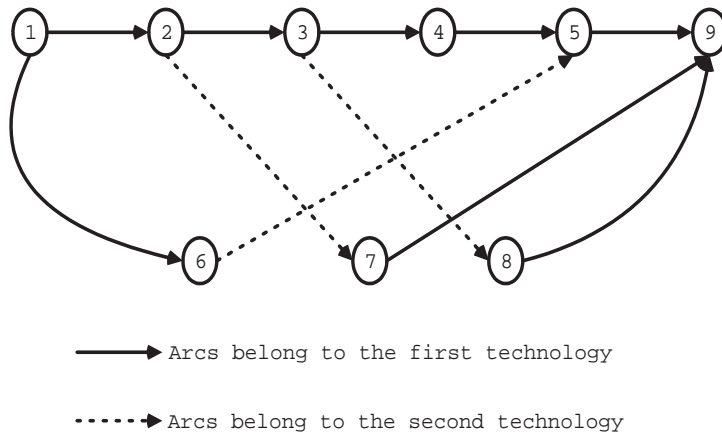 1 2 3 4 5 9
6 7 8
Arcs belong to the first technology
Arcs belong to the second technology